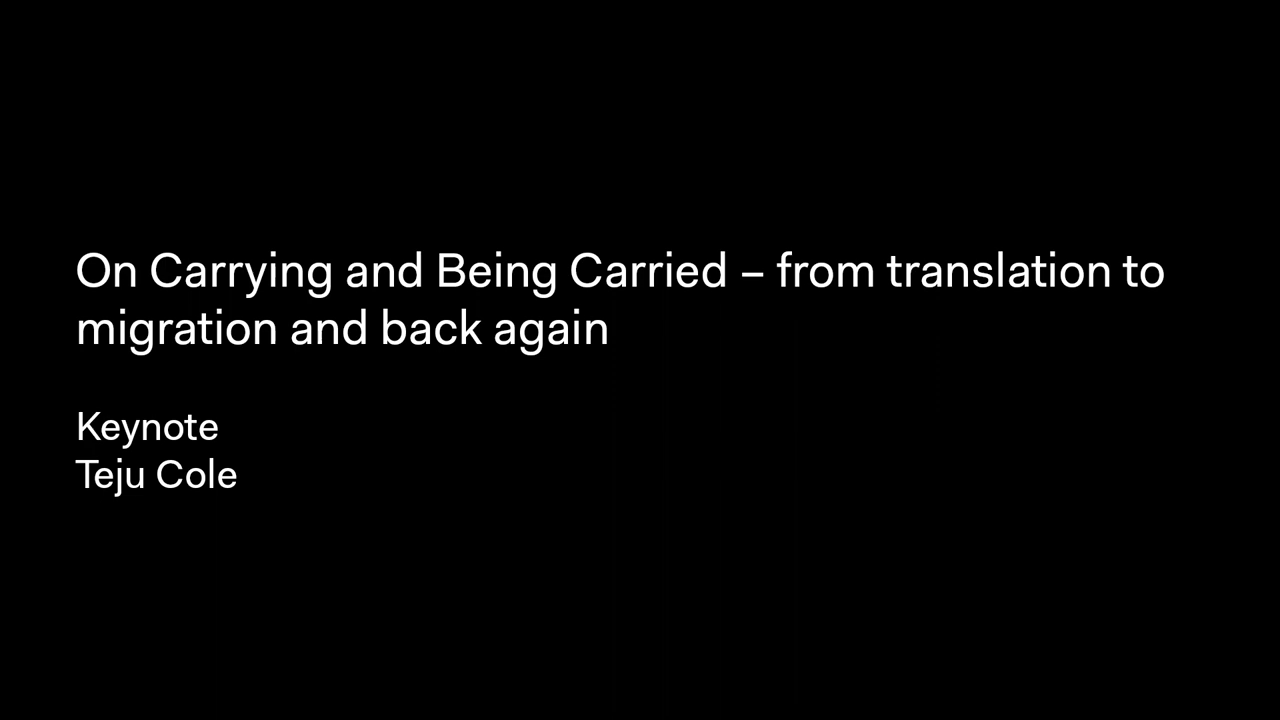 On Carrying and Being Carried – from translation to
migration and back again
Keynote
Teju Cole